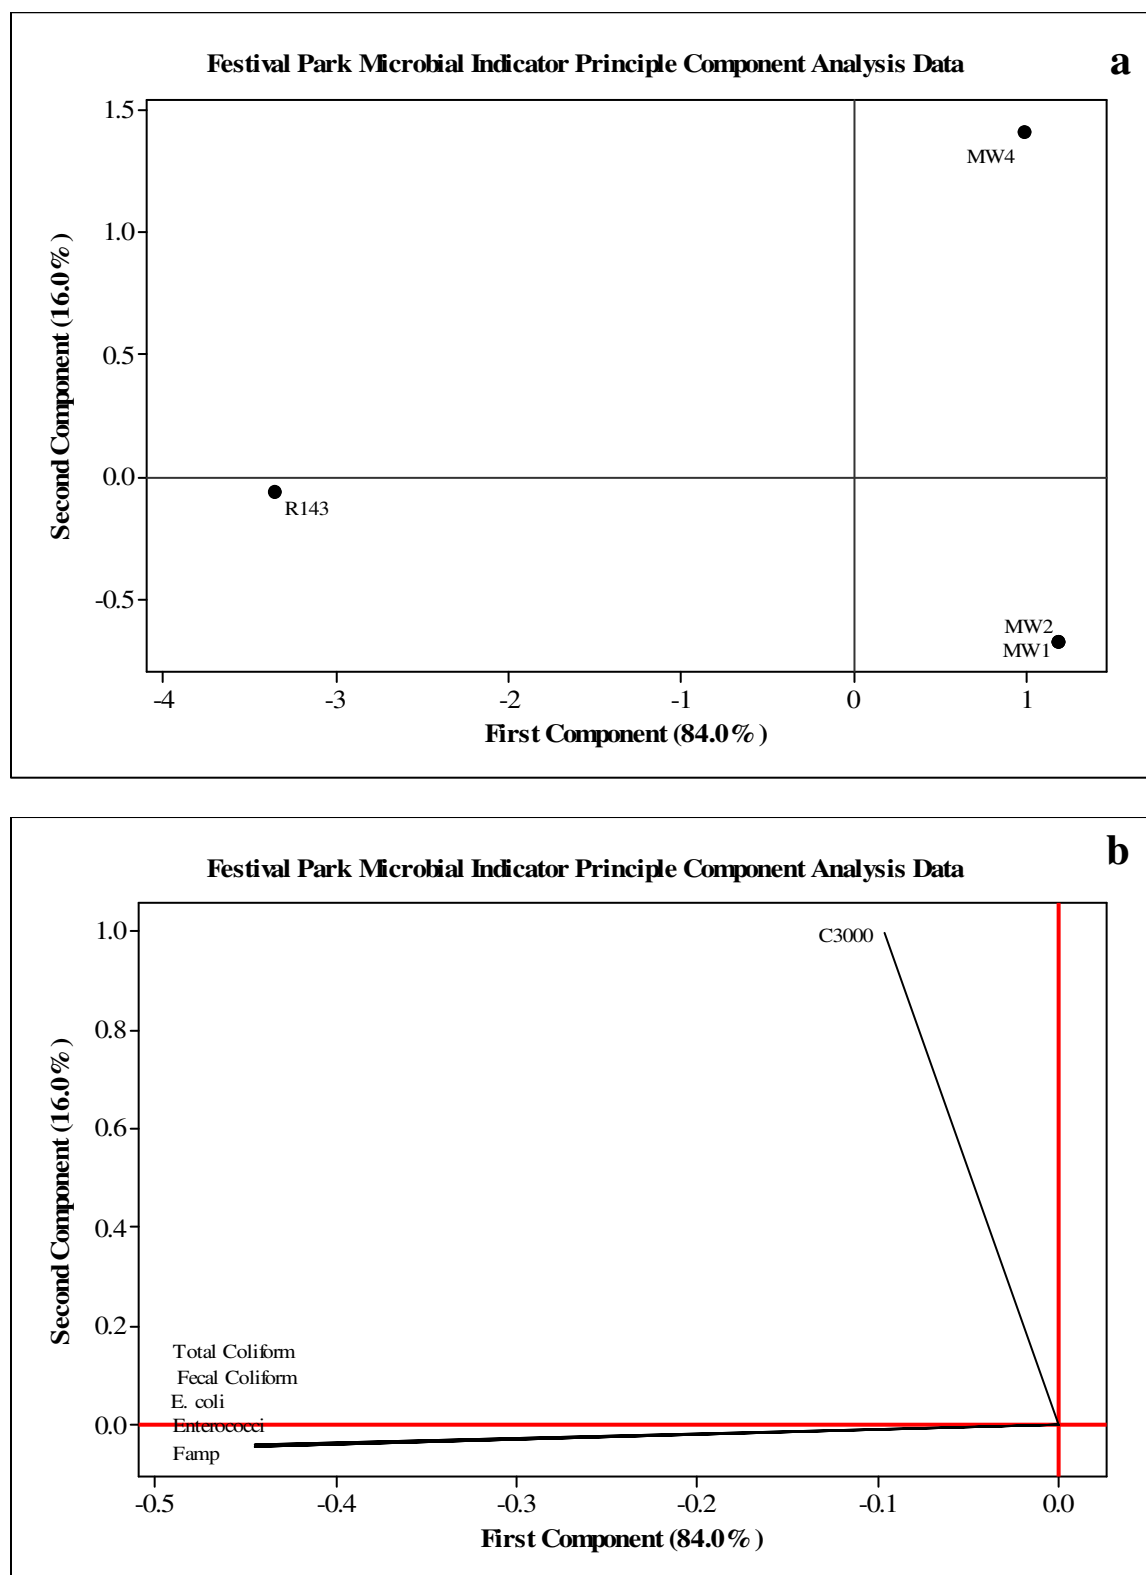 Festival Park Microbial Indicator Principle Component Analysis Data
a
1.5
1.0
0.5
0.0
-0.5
Second Component (16.0%)
MW4
R143
MW2
MW1
-4
-3
-2
-1
0
1
First Component (84.0%)
Festival Park Microbial Indicator Principle Component Analysis Data
b
1.0
0.8
0.6
0.4
0.2
0.0
Second Component (16.0%)
C3000
Total Coliform
Fecal Coliform
E. coli
Enterococci
Famp
-0.5
-0.4
-0.3
-0.2
-0.1
0.0
First Component (84.0%)